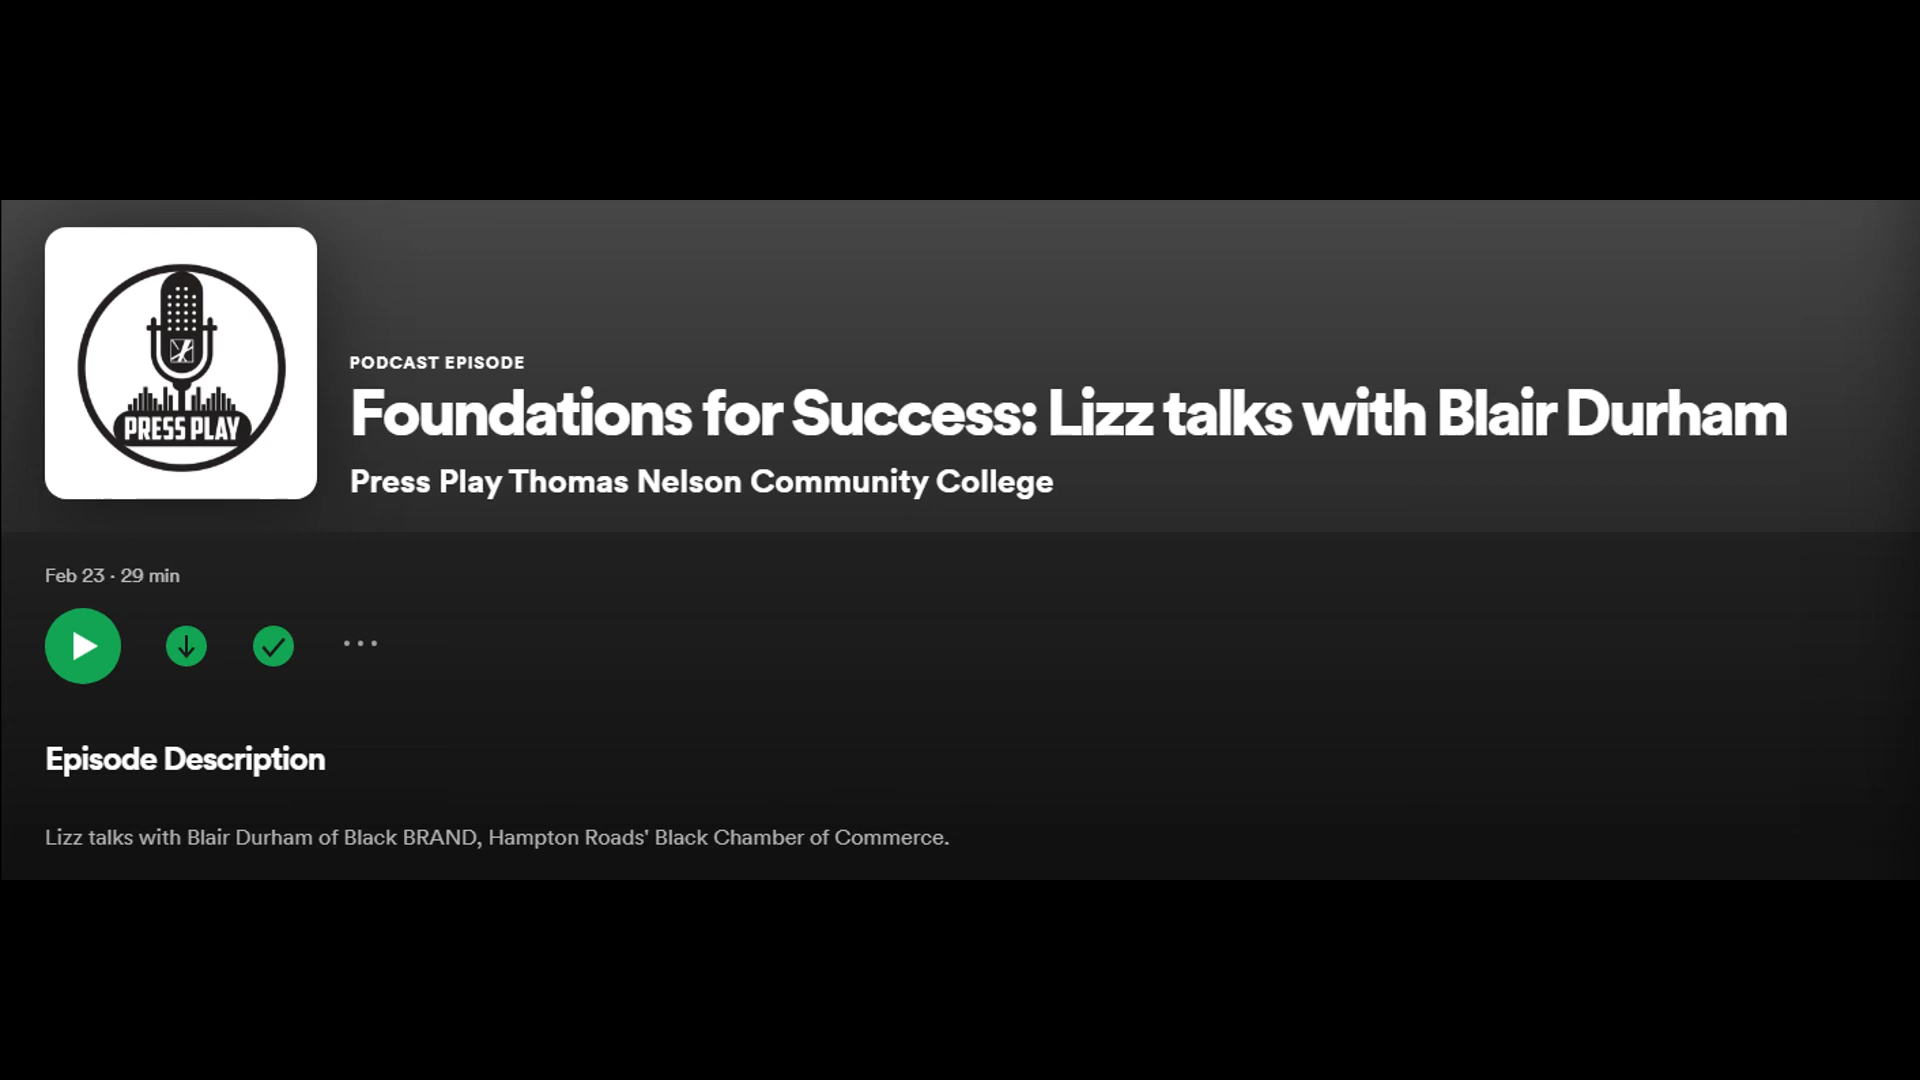 PRESS PLAY
PODCAST EPISODE
Foundations for Success: Lizz talks with Blair Durham
Press Play Thomas Nelson Community College
Feb 23 · 29 min
Episode Description
Lizz talks with Blair Durham of Black BRAND, Hampton Roads' Black Chamber of Commerce.